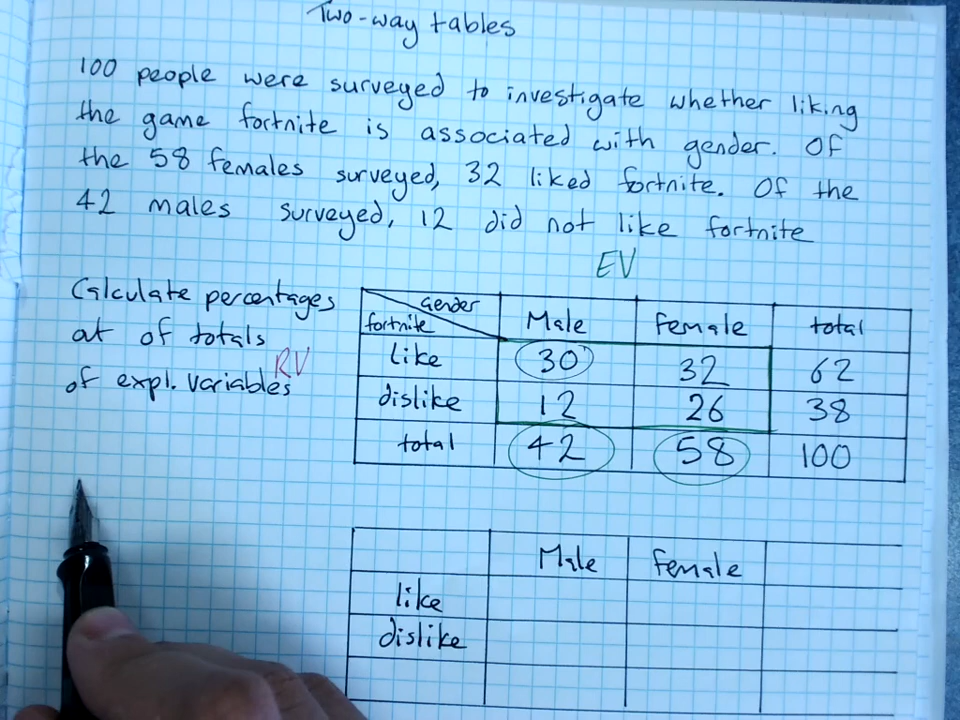 Two-way tables
100 people were surveyed to investigate whether liking
the game fortnite is associated with gender. Of
the 58 females surveyed, 32 liked fortnite. Of the
42 males surveyed, 12 did not like fortnite
EV
Calculate percentages
out of totals
of expl. variables
RV
Gender
fortnite Male Female total
like 30 32 62
dislike 12 26 38
total 42 58 100
Male Female
like
dislike